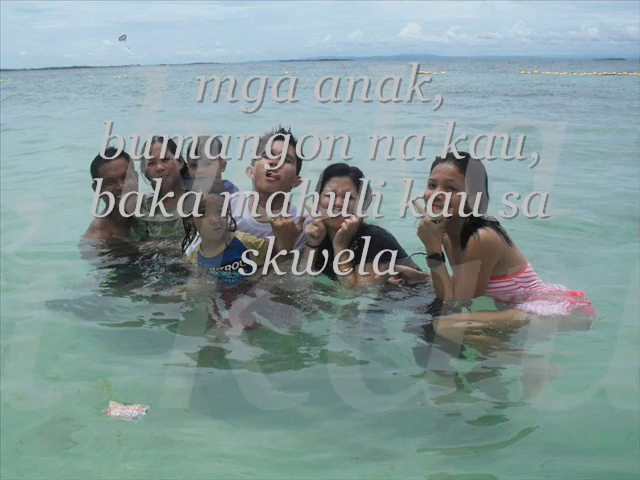 mga anak,
bumangon na kau,
baka mahuli kau sa
skwela